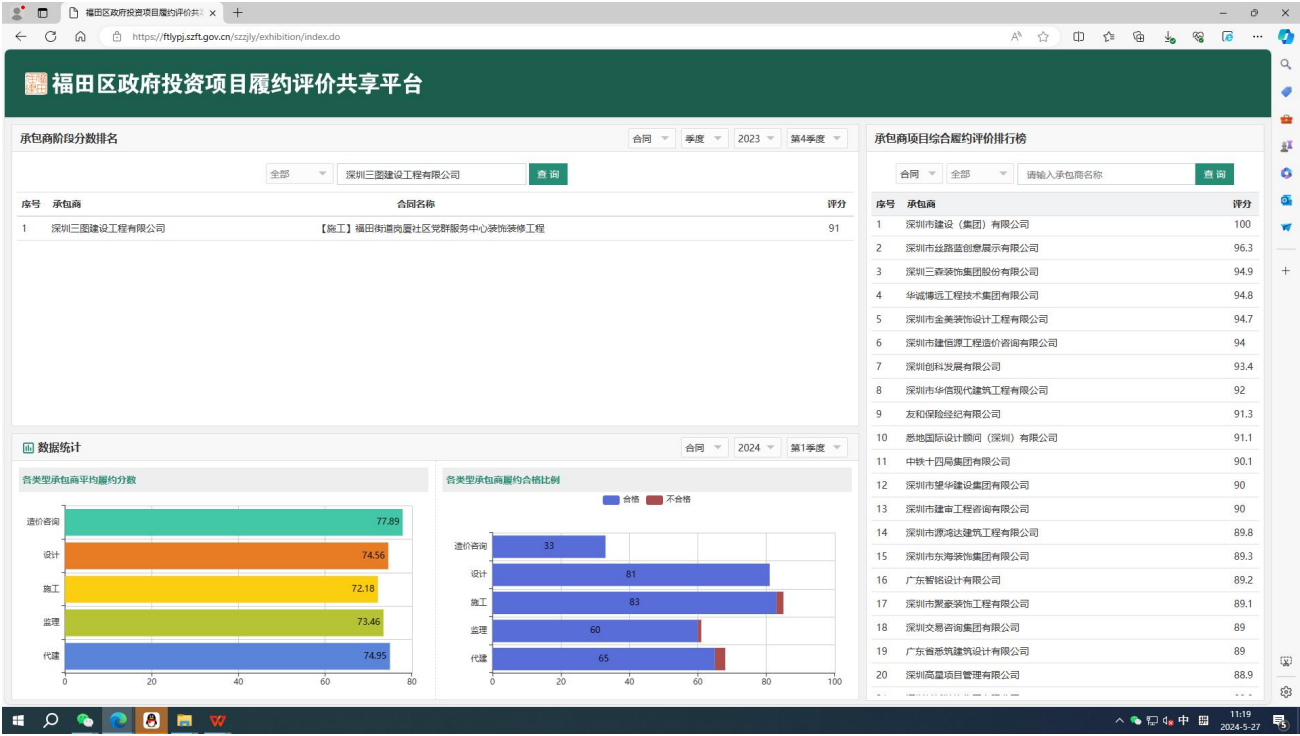 福田区政府投资项目履约评价共
https://ftlypj.szft.gov.cn/szzjly/exhibition/index.do
福田区政府投资项目履约评价共享平台
承包商阶段分数排名
合同 季度 2023 第4季度
全部 深圳三图建设工程有限公司 查询
序号 承包商 合同名称 评分
1 深圳三图建设工程有限公司 【施工】福田街道岗厦社区党群服务中心装饰装修工程 91
数据统计
合同 2024 第1季度
各类型承包商平均履约分数
造价咨询 77.89
设计 74.56
施工 72.18
监理 73.46
代建 74.95
0 20 40 60 80
各类型承包商履约合格比例
合格 不合格
造价咨询 33
设计 81
施工 83
监理 60
代建 65
0 20 40 60 80 100
承包商项目综合履约评价排行榜
合同 全部 请输入承包商名称 查询
序号 承包商 评分
1 深圳市建设（集团）有限公司 100
2 深圳市丝路蓝创意展示有限公司 96.3
3 深圳三森装饰集团股份有限公司 94.9
4 华诚博远工程技术集团有限公司 94.8
5 深圳市金美装饰设计工程有限公司 94.7
6 深圳市建恒源工程造价咨询有限公司 94
7 深圳创科发展有限公司 93.4
8 深圳市华信现代建筑工程有限公司 92
9 友和保险经纪有限公司 91.3
10 悉地国际设计顾问（深圳）有限公司 91.1
11 中铁十四局集团有限公司 90.1
12 深圳市望华建设集团有限公司 90
13 深圳市建审工程咨询有限公司 90
14 深圳市源鸿达建筑工程有限公司 89.8
15 深圳市东海装饰集团有限公司 89.3
16 广东智铭设计有限公司 89.2
17 深圳市聚豪装饰工程有限公司 89.1
18 深圳交易咨询集团有限公司 89
19 广东省悉筑建筑设计有限公司 89
20 深圳高星项目管理有限公司 88.9
中
11:19
2024-5-27